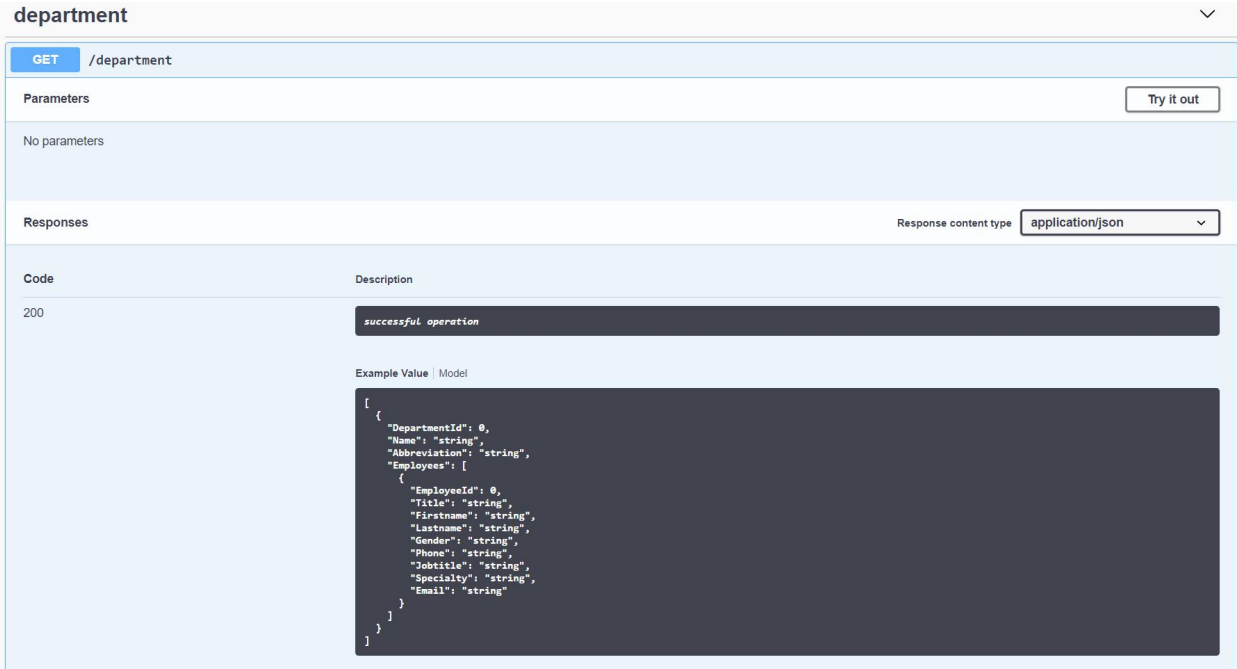 department
GET /department
Parameters Try it out
No parameters
Responses Response content type application/json
Code Description
200 successful operation
Example Value Model
[
  {
    "DepartmentId": 0,
    "Name": "string",
    "Abbreviation": "string",
    "Employees": [
      {
        "EmployeeId": 0,
        "Title": "string",
        "Firstname": "string",
        "Lastname": "string",
        "Gender": "string",
        "Phone": "string",
        "Jobtitle": "string",
        "Specialty": "string",
        "Email": "string"
      }
    ]
  }
]